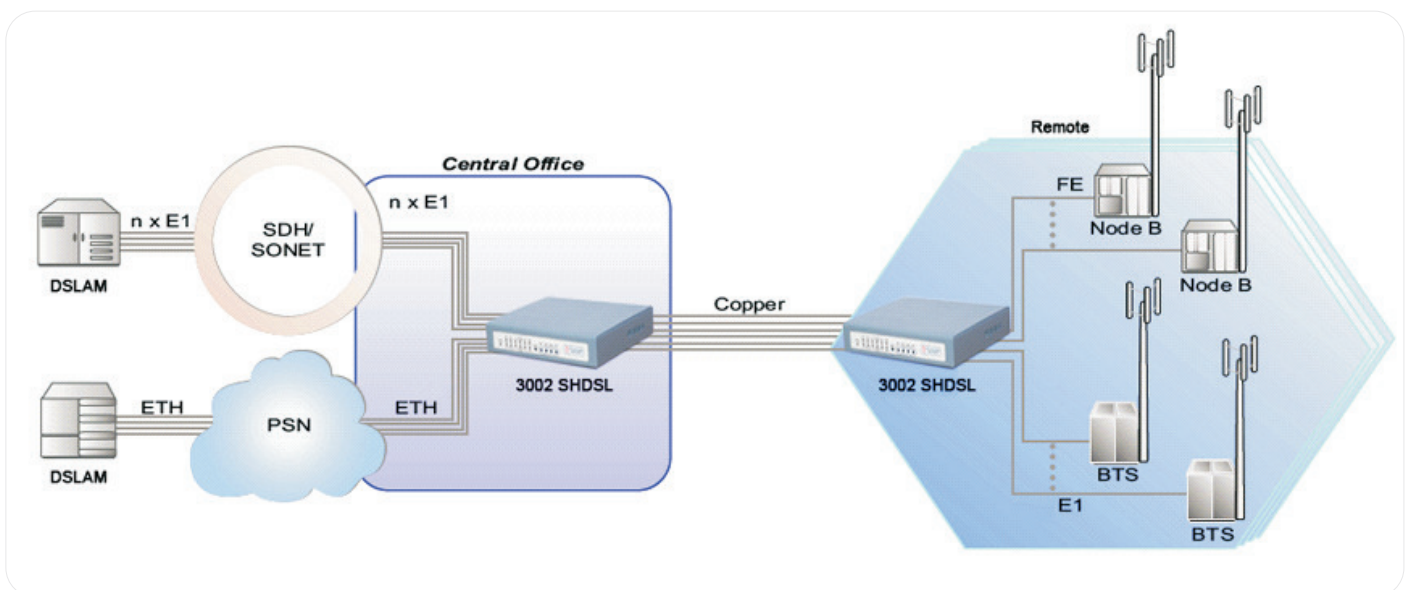 Central Office
Remote
n x E1
n x E1
SDH/
SONET
DSLAM
FE
Node B
Node B
Copper
3002 SHDSL
3002 SHDSL
ETH
PSN
ETH
DSLAM
BTS
E1
BTS